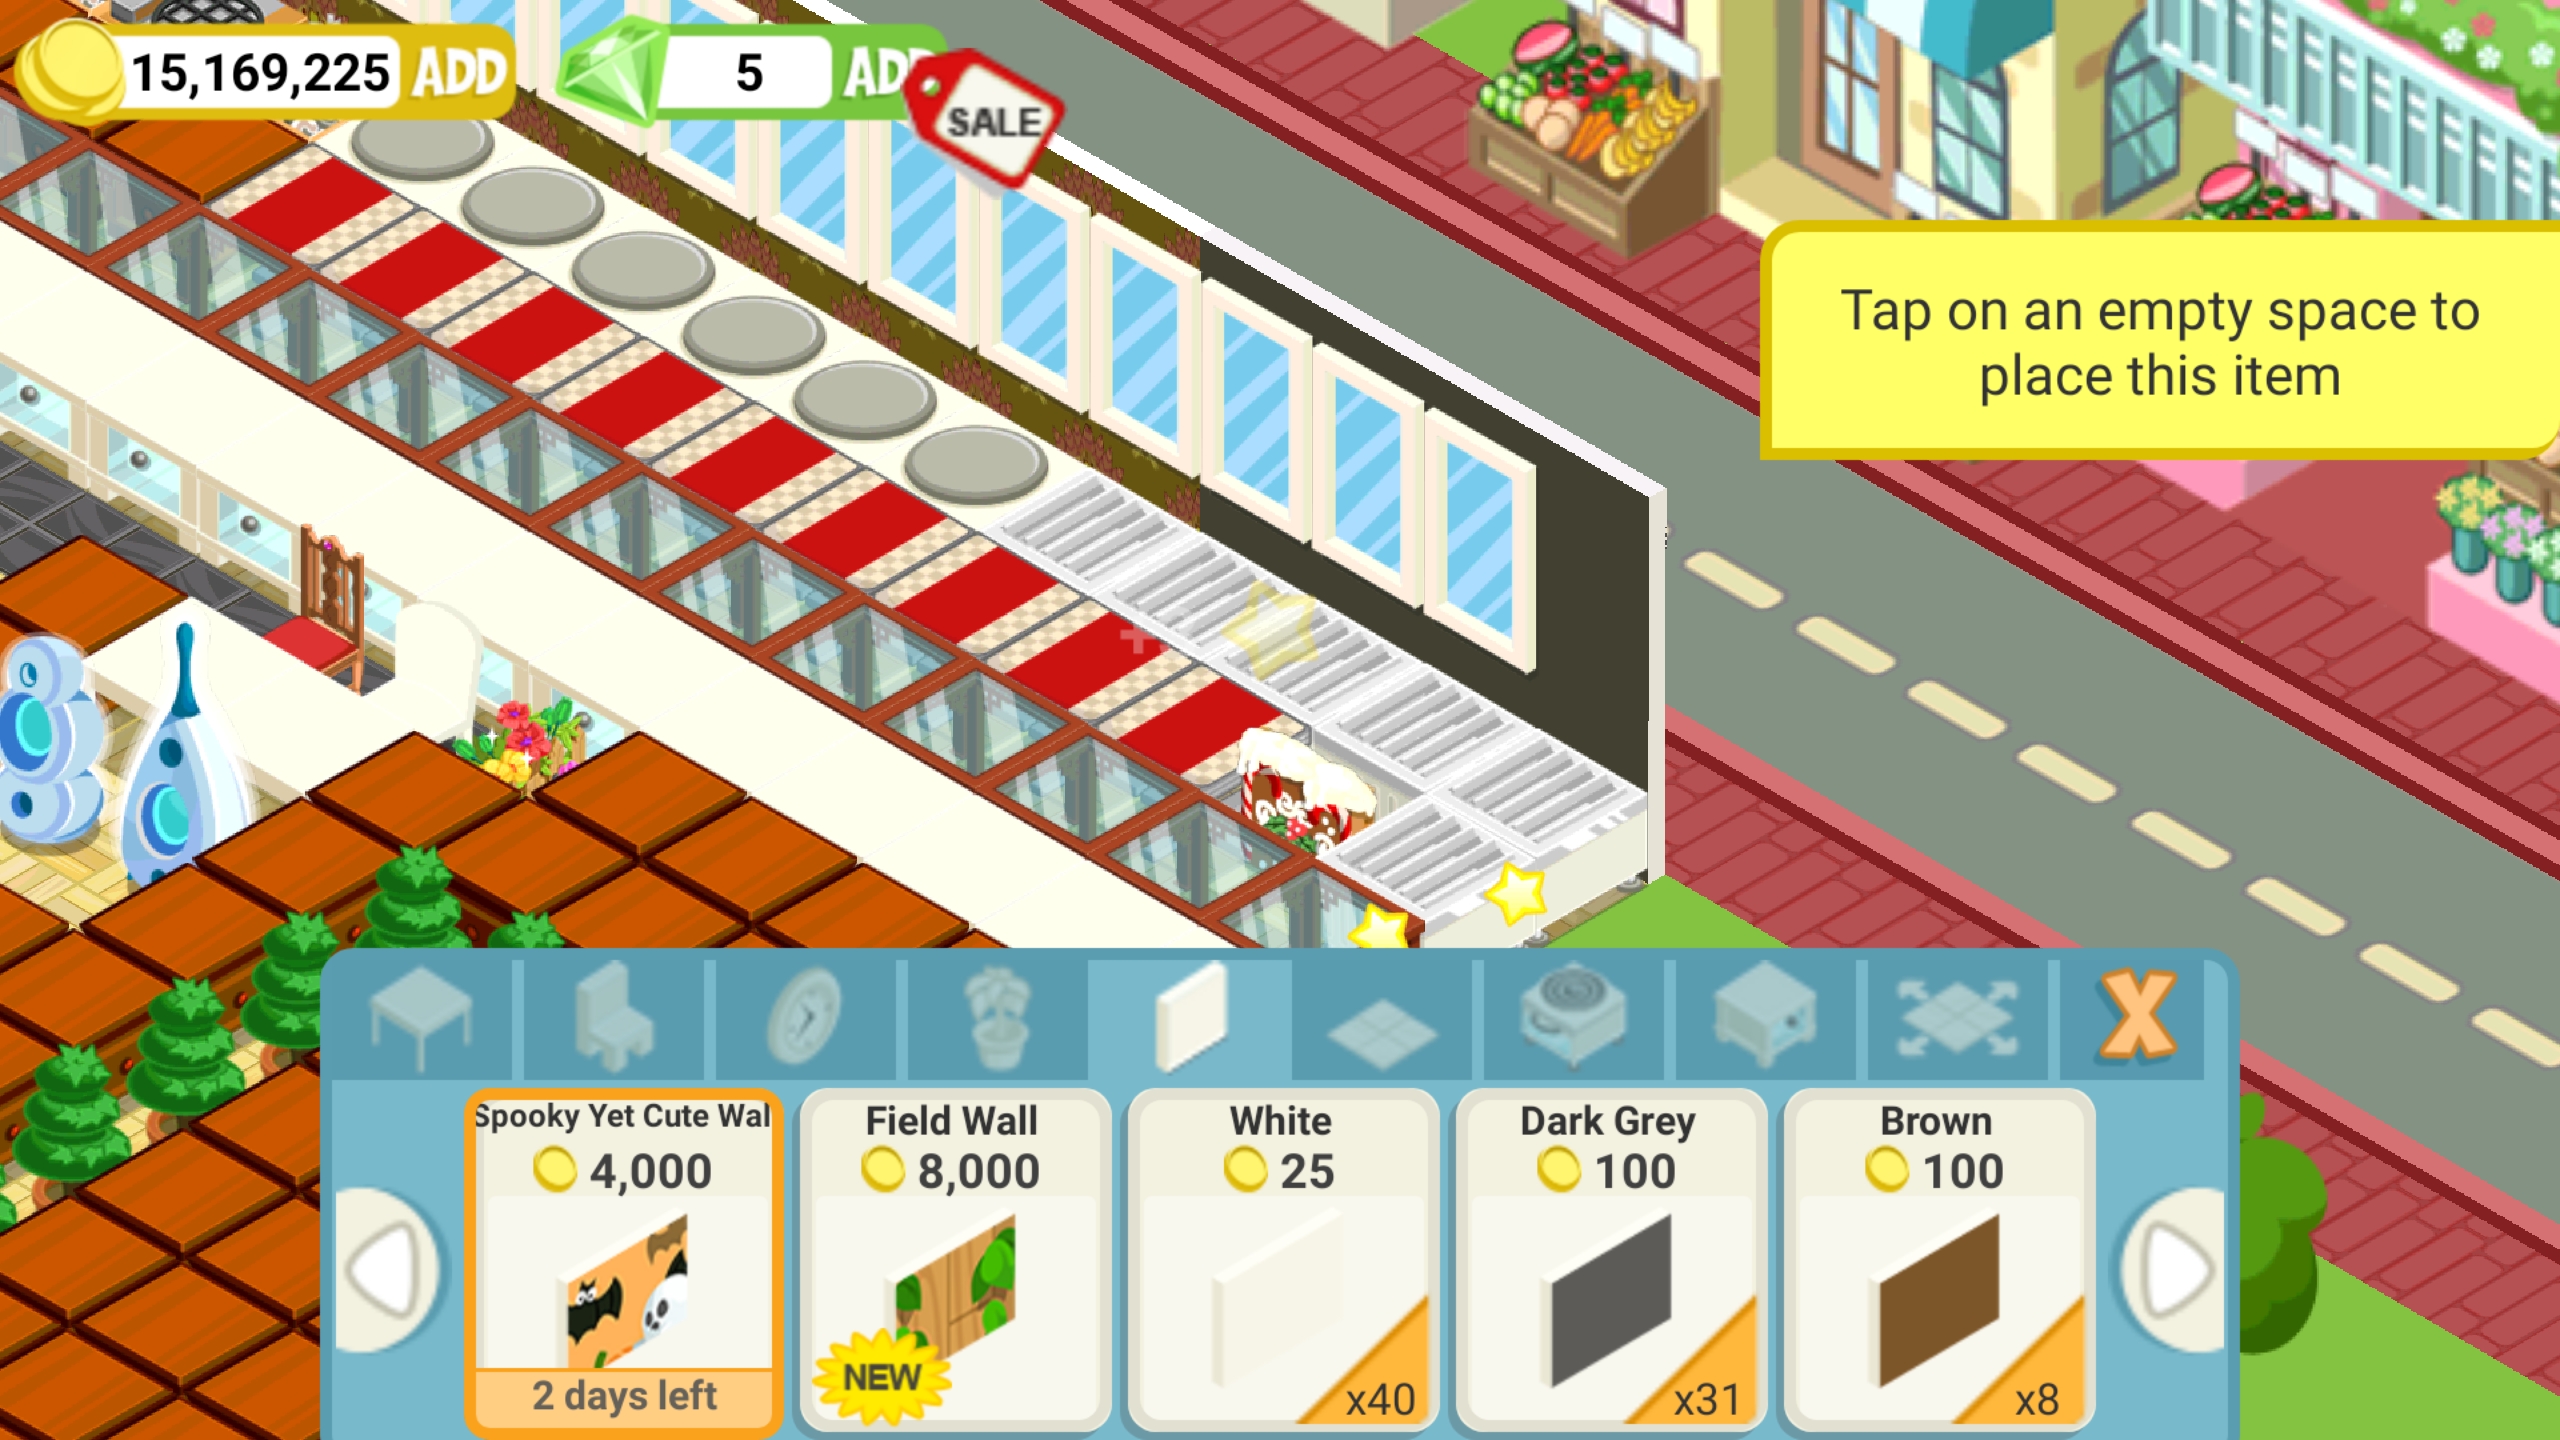 15,169,225 ADD
5 ADD
SALE
Tap on an empty space to
place this item
Spooky Yet Cute Wal
4,000
2 days left
Field Wall
8,000
NEW
White
25
x40
Dark Grey
100
x31
Brown
100
x8